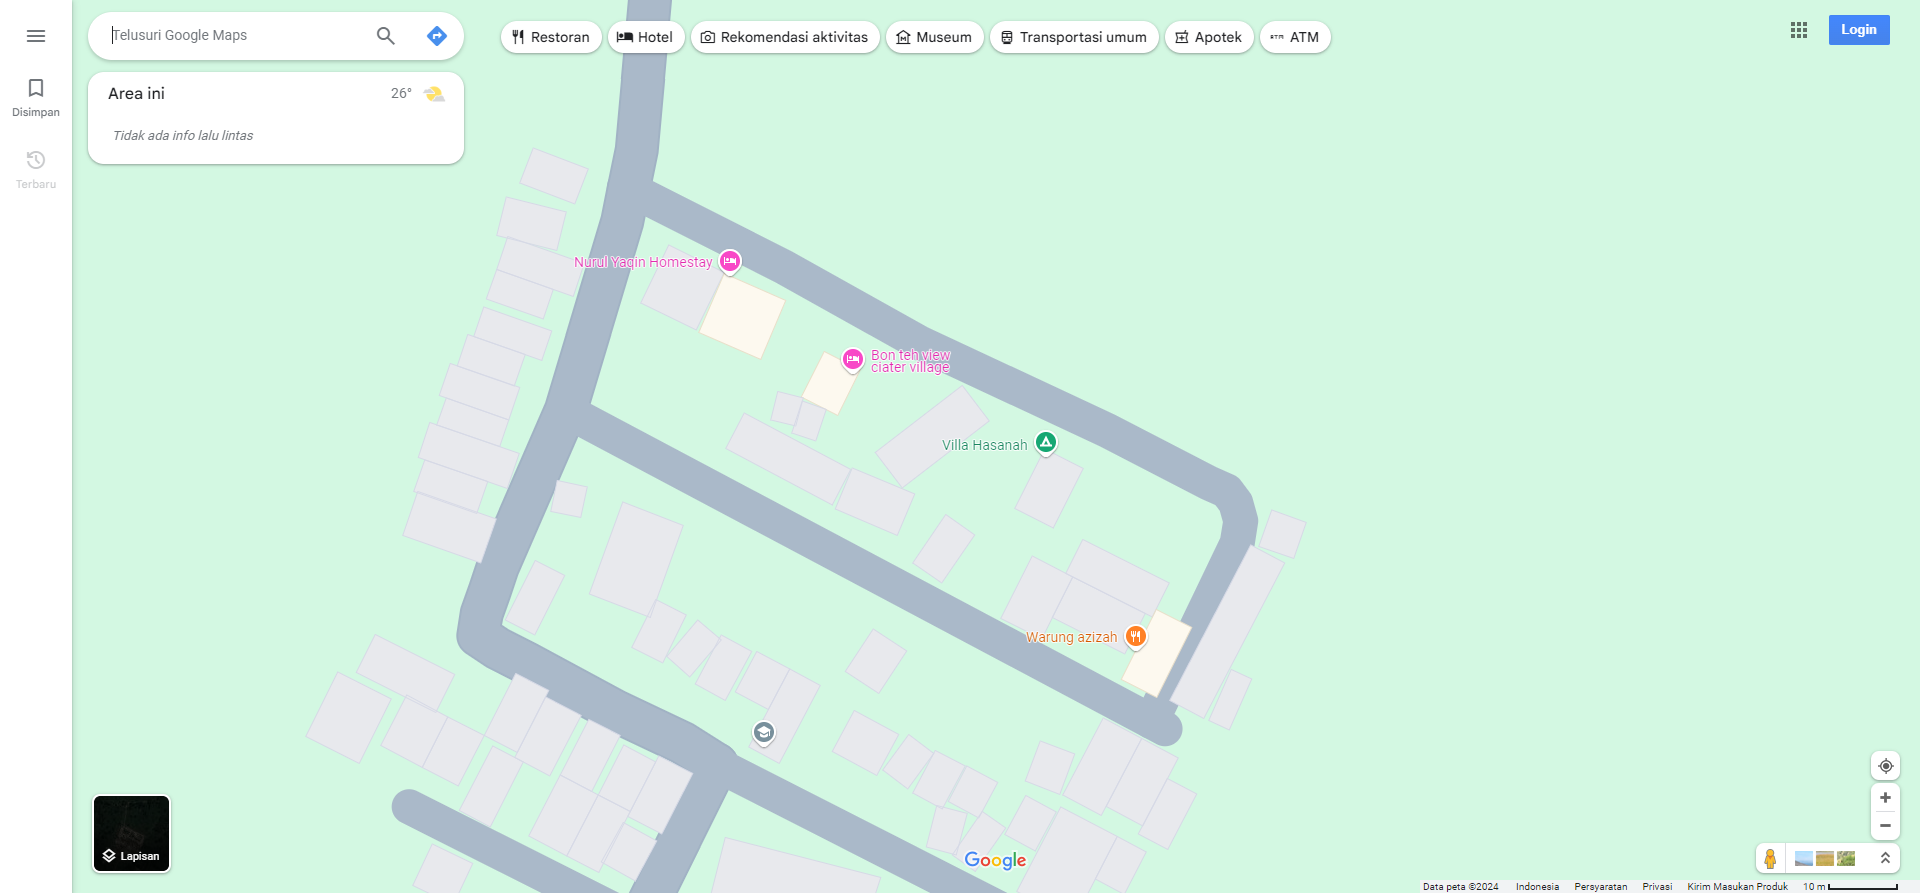 Telusuri Google Maps
Restoran
Hotel
Rekomendasi aktivitas
Museum
Transportasi umum
Apotek
ATM
Login
Disimpan
Terbaru
Area ini
26°
Tidak ada info lalu lintas
Nurul Yaqin Homestay
Bon teh view
ciater village
Villa Hasanah
Warung azizah
Lapisan
Google
Data peta ©2024
Indonesia
Persyaratan
Privasi
Kirim Masukan Produk
10 m